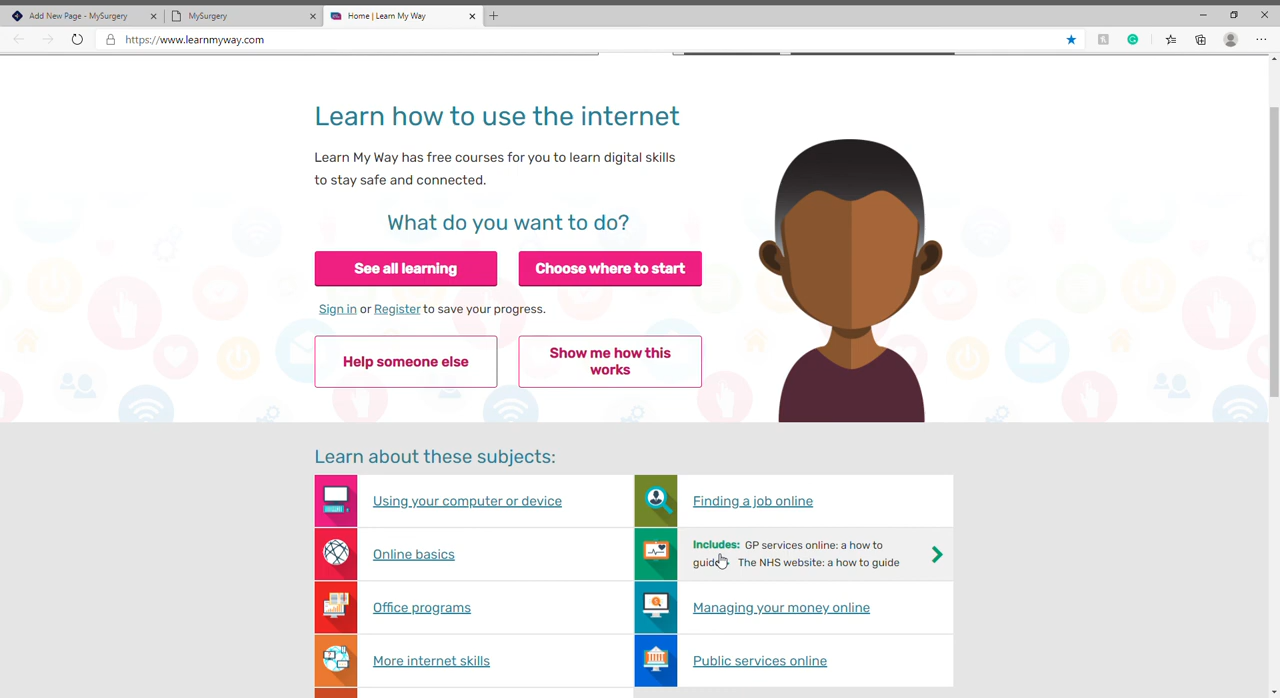 Add New Page - MySurgery
MySurgery
Home | Learn My Way
https://www.learnmyway.com
Learn how to use the internet
Learn My Way has free courses for you to learn digital skills
to stay safe and connected.
What do you want to do?
See all learning
Choose where to start
Sign in or Register to save your progress.
Help someone else
Show me how this
works
Learn about these subjects:
Using your computer or device
Finding a job online
Online basics
Includes: GP services online: a how to
guide The NHS website: a how to guide
Office programs
Managing your money online
More internet skills
Public services online